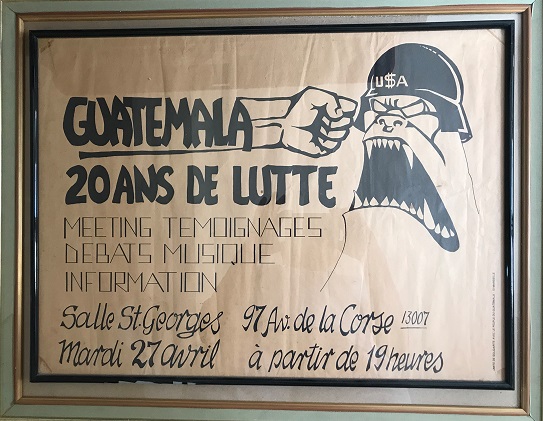 U$A
GUATEMALA
20 ANS DE LUTTE
MEETING TEMOIGNAGES
DEBATS MUSIQUE
INFORMATION
Salle St. Georges 97 Av. de la Corse 13007
Mardi 27 avril à partir de 19 heures